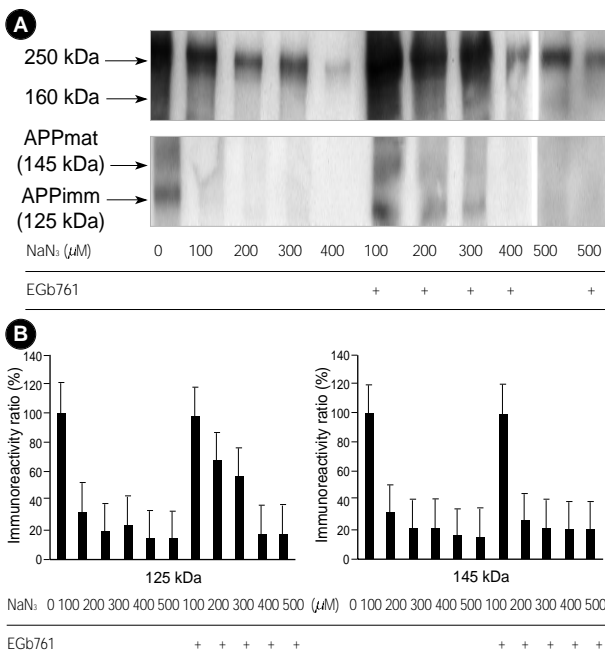 A
250 kDa
160 kDa
APPmat
(145 kDa)
APPimm
(125 kDa)
NaN₃ (μM) 0 100 200 300 400 100 200 300 400 500 500
EGb761 + + + + +
B
140
120
100
80
60
40
20
0
Immunoreactivity ratio (%)
125 kDa
140
120
100
80
60
40
20
0
Immunoreactivity ratio (%)
145 kDa
NaN₃ 0 100 200 300 400 500 100 200 300 400 500 (μM) 0 100 200 300 400 500 100 200 300 400 500
EGb761 + + + + + + + + + +